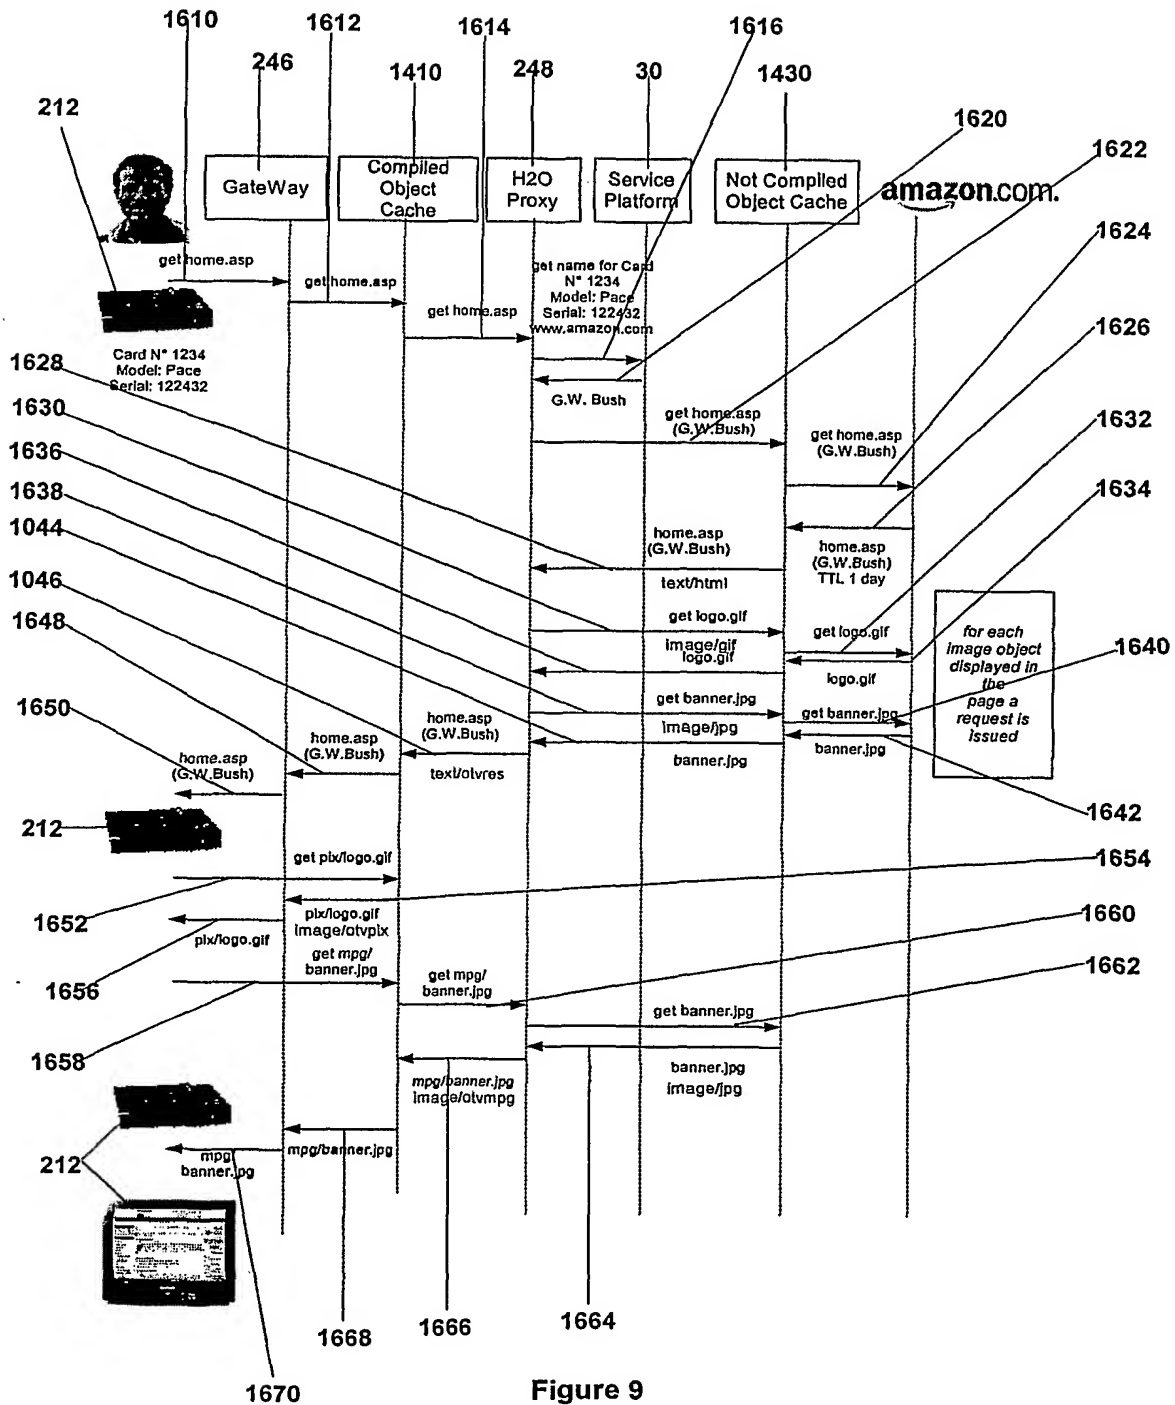 1610
1612
1614
1616
246
1410
248
30
1430
212
1620
1622
GateWay
Compiled
Object
Cache
H2O
Proxy
Service
Platform
Not Compiled
Object Cache
amazon.com.
1624
get home.asp
get home.asp
get home.asp
get name for Card
N° 1234
Model: Pace
Serial: 122432
www.amazon.com
1626
Card N° 1234
Model: Pace
Serial: 122432
1628
1630
1636
1638
1044
1046
1648
1650
G.W. Bush
get home.asp
(G.W.Bush)
get home.asp
(G.W.Bush)
1632
1634
home.asp
(G.W.Bush)
text/html
home.asp
(G.W.Bush)
TTL 1 day
get logo.gif
get logo.gif
image/gif
logo.gif
logo.gif
for each
image object
displayed in
the
page a
request is
issued
1640
get banner.jpg
get banner.jpg
image/jpg
banner.jpg
banner.jpg
home.asp
(G.W.Bush)
text/otvres
home.asp
(G.W.Bush)
home.asp
(G.W.Bush)
1642
212
get pix/logo.gif
1654
1652
pix/logo.gif
image/otvpix
pix/logo.gif
1660
get mpg/
banner.jpg
get mpg/
banner.jpg
1662
1656
get banner.jpg
1658
banner.jpg
image/jpg
mpg/banner.jpg
image/otvmpg
mpg/banner.jpg
mpg/
banner.jpg
212
1668
1666
1664
1670
Figure 9